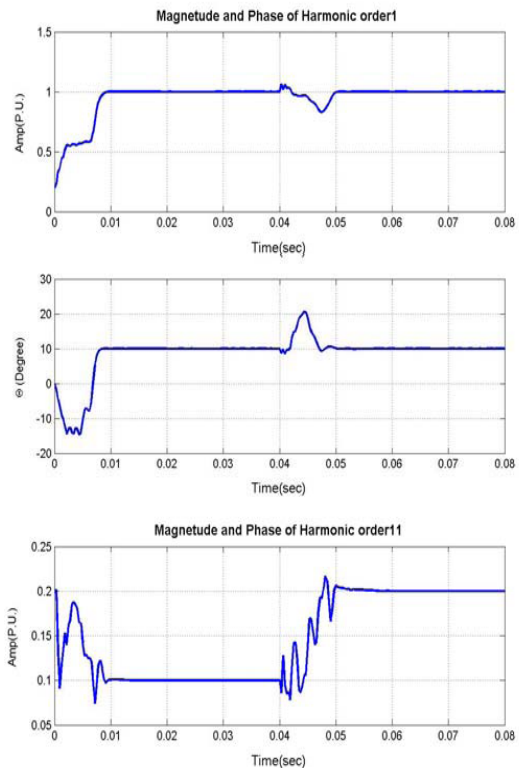 Magnetude and Phase of Harmonic order1
1.5
1
0.5
0
Amp(P.U.)
0 0.01 0.02 0.03 0.04 0.05 0.06 0.07 0.08
Time(sec)
30
20
10
0
-10
-20
Θ (Degree)
0 0.01 0.02 0.03 0.04 0.05 0.06 0.07 0.08
Time(sec)
Magnetude and Phase of Harmonic order11
0.25
0.2
0.15
0.1
0.05
Amp(P.U.)
0 0.01 0.02 0.03 0.04 0.05 0.06 0.07 0.08
Time(sec)